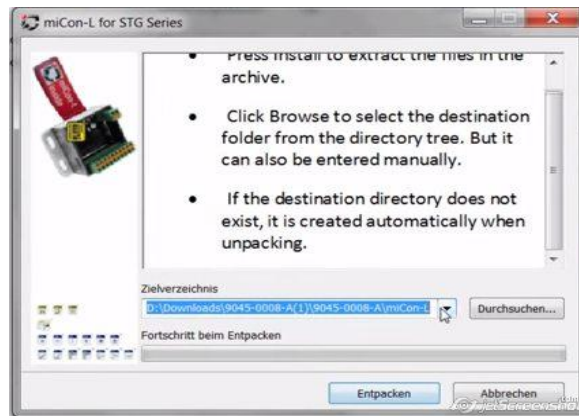 miCon-L for STG Series
Press Install to extract the files in the
archive.
Click Browse to select the destination
folder from the directory tree. But it
can also be entered manually.
If the destination directory does not
exist, it is created automatically when
unpacking.
Zielverzeichnis
D:\Downloads\9045-0008-A(1)\9045-0008-A\miCon-L
Durchsuchen...
Fortschritt beim Entpacken
Entpacken
Abbrechen
miCon-L
inside